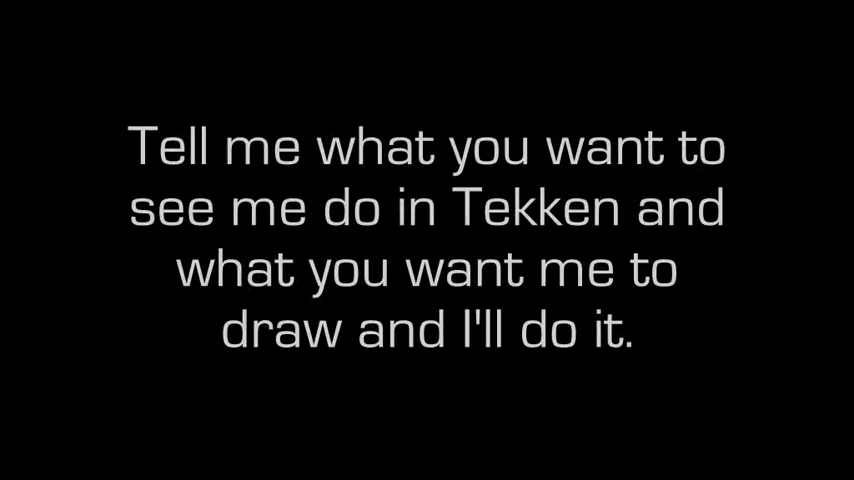 Tell me what you want to
see me do in Tekken and
what you want me to
draw and I'll do it.